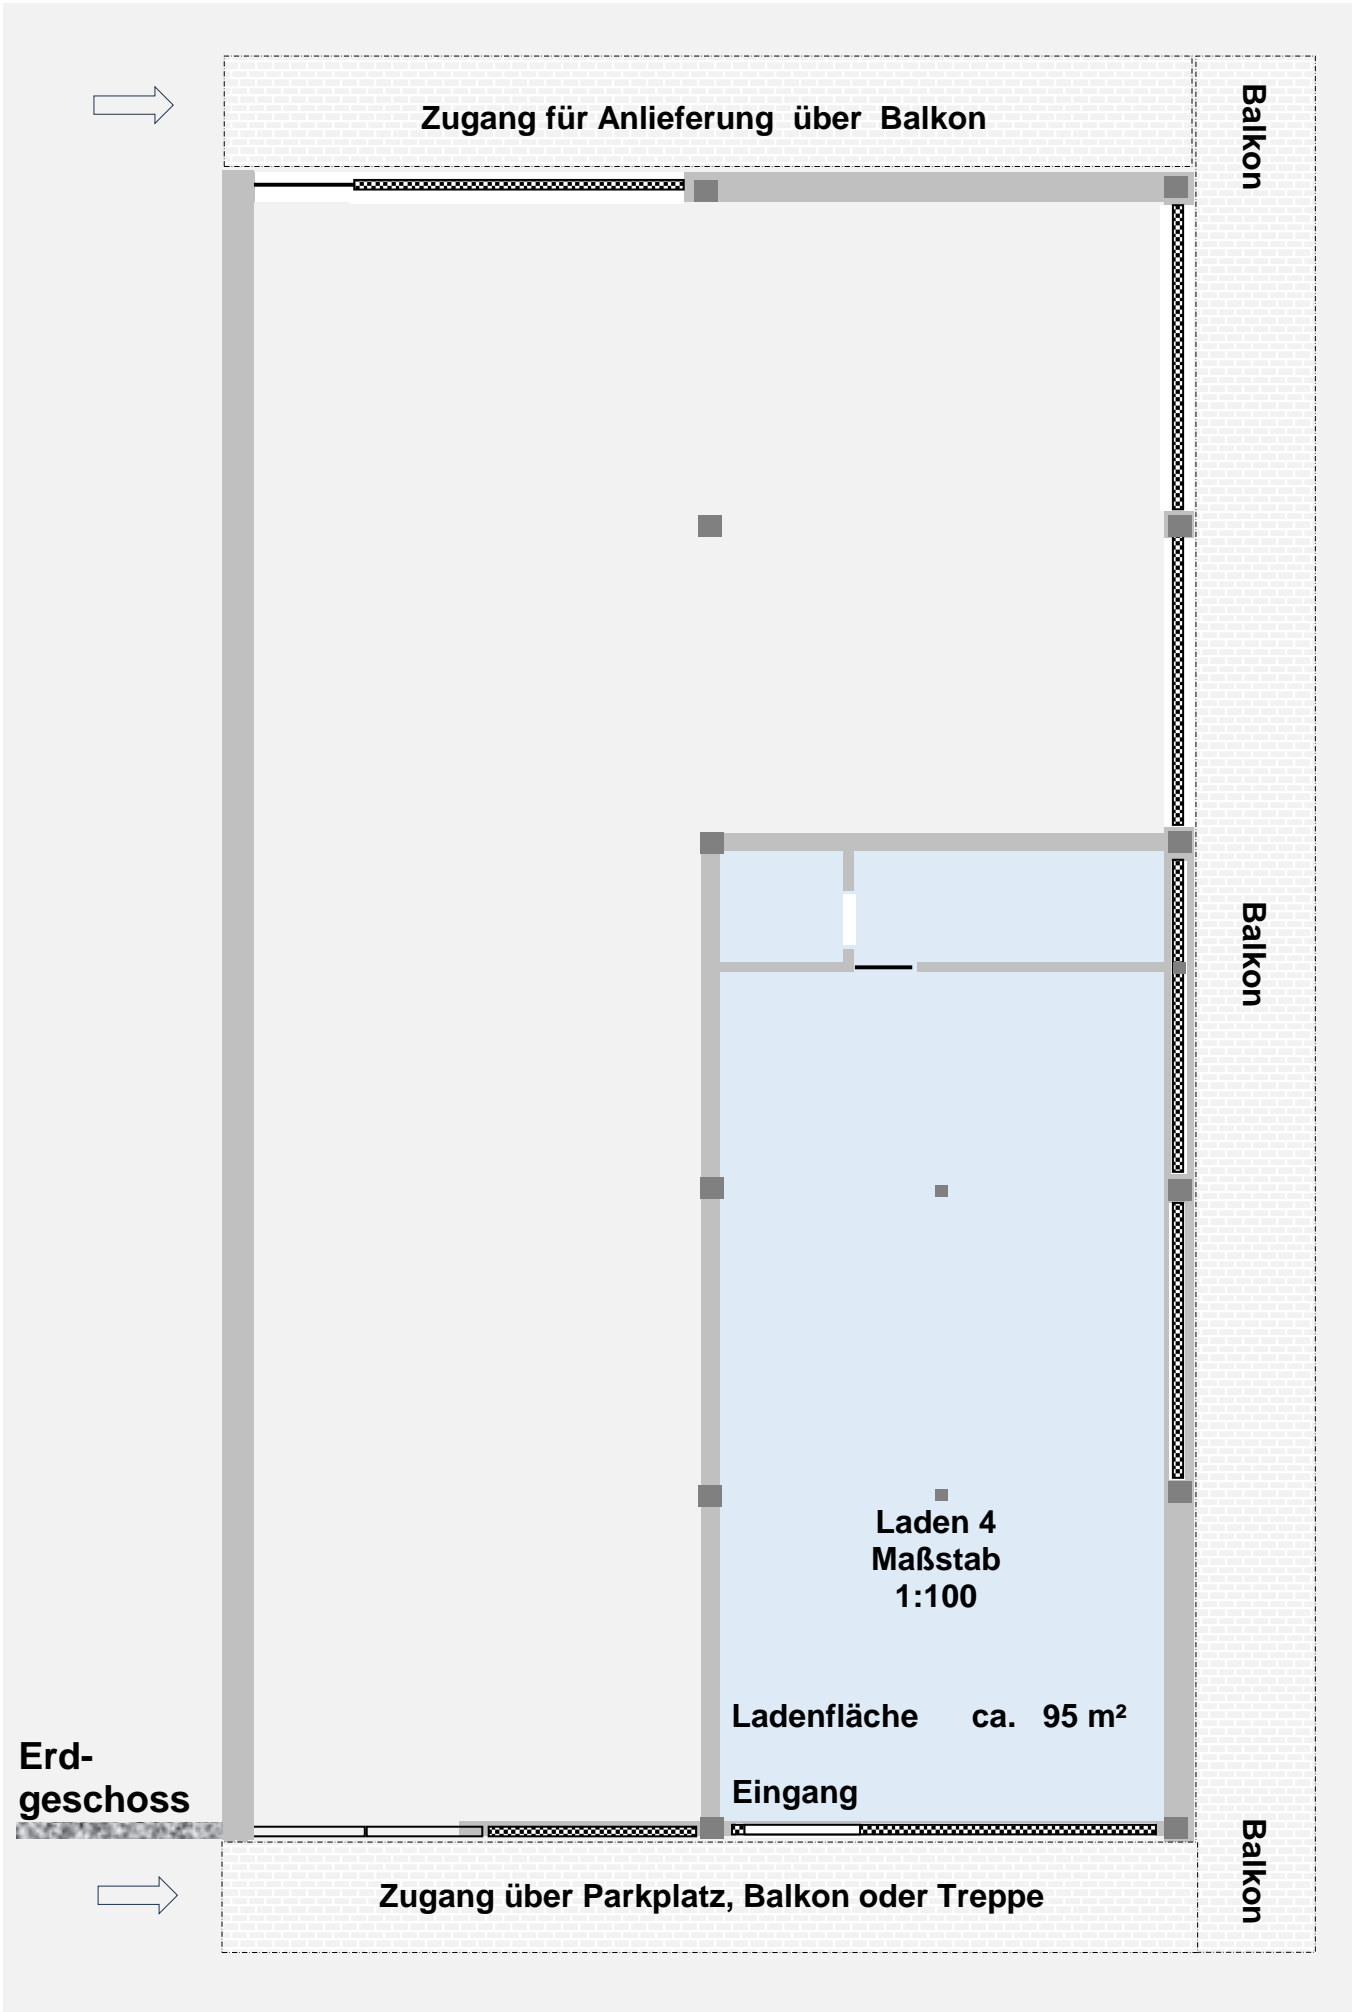 Zugang für Anlieferung über Balkon
Balkon
Balkon
Laden 4
Maßstab
1:100
Ladenfläche ca. 95 m²
Eingang
Erd-
geschoss
Balkon
Zugang über Parkplatz, Balkon oder Treppe